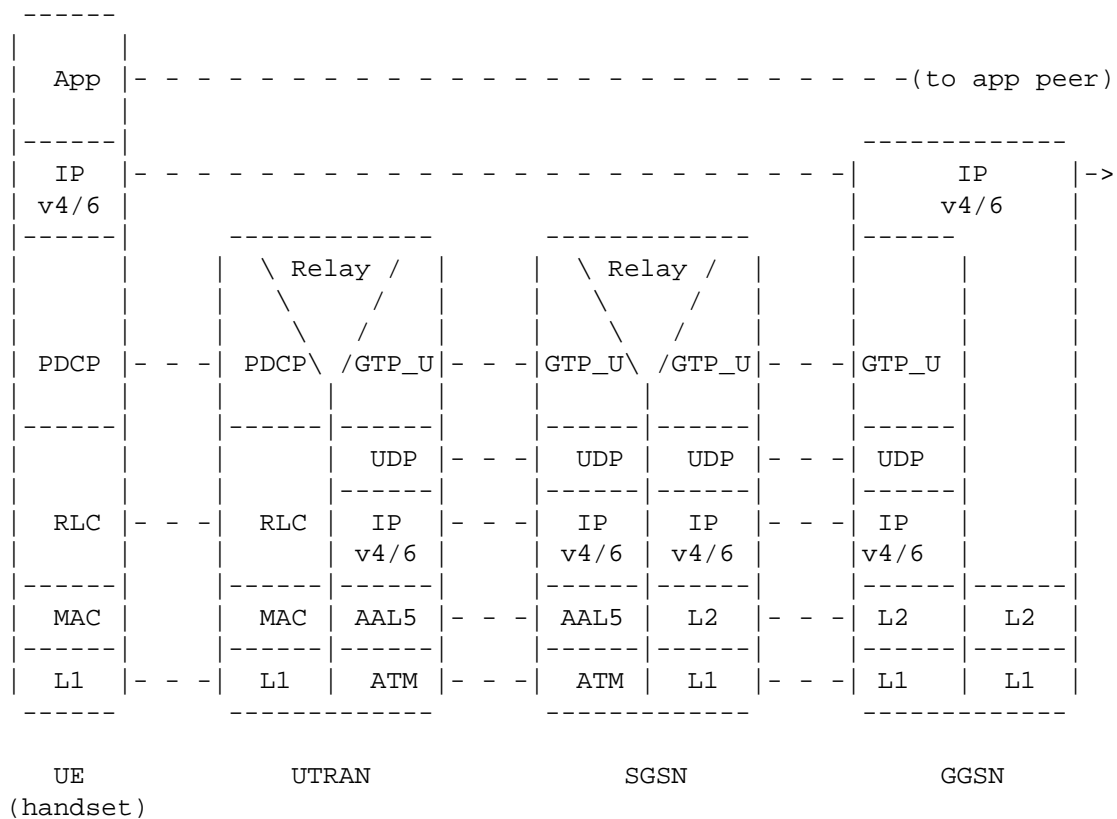 App (to app peer)
IP IP ->
v4/6 v4/6
\ Relay / \ Relay /
PDCP PDCP\ /GTP_U GTP_U\ /GTP_U GTP_U
UDP UDP UDP UDP
RLC RLC IP IP IP IP
v4/6 v4/6 v4/6 v4/6
MAC MAC AAL5 AAL5 L2 L2 L2
L1 L1 ATM ATM L1 L1 L1
UE UTRAN SGSN GGSN
(handset)